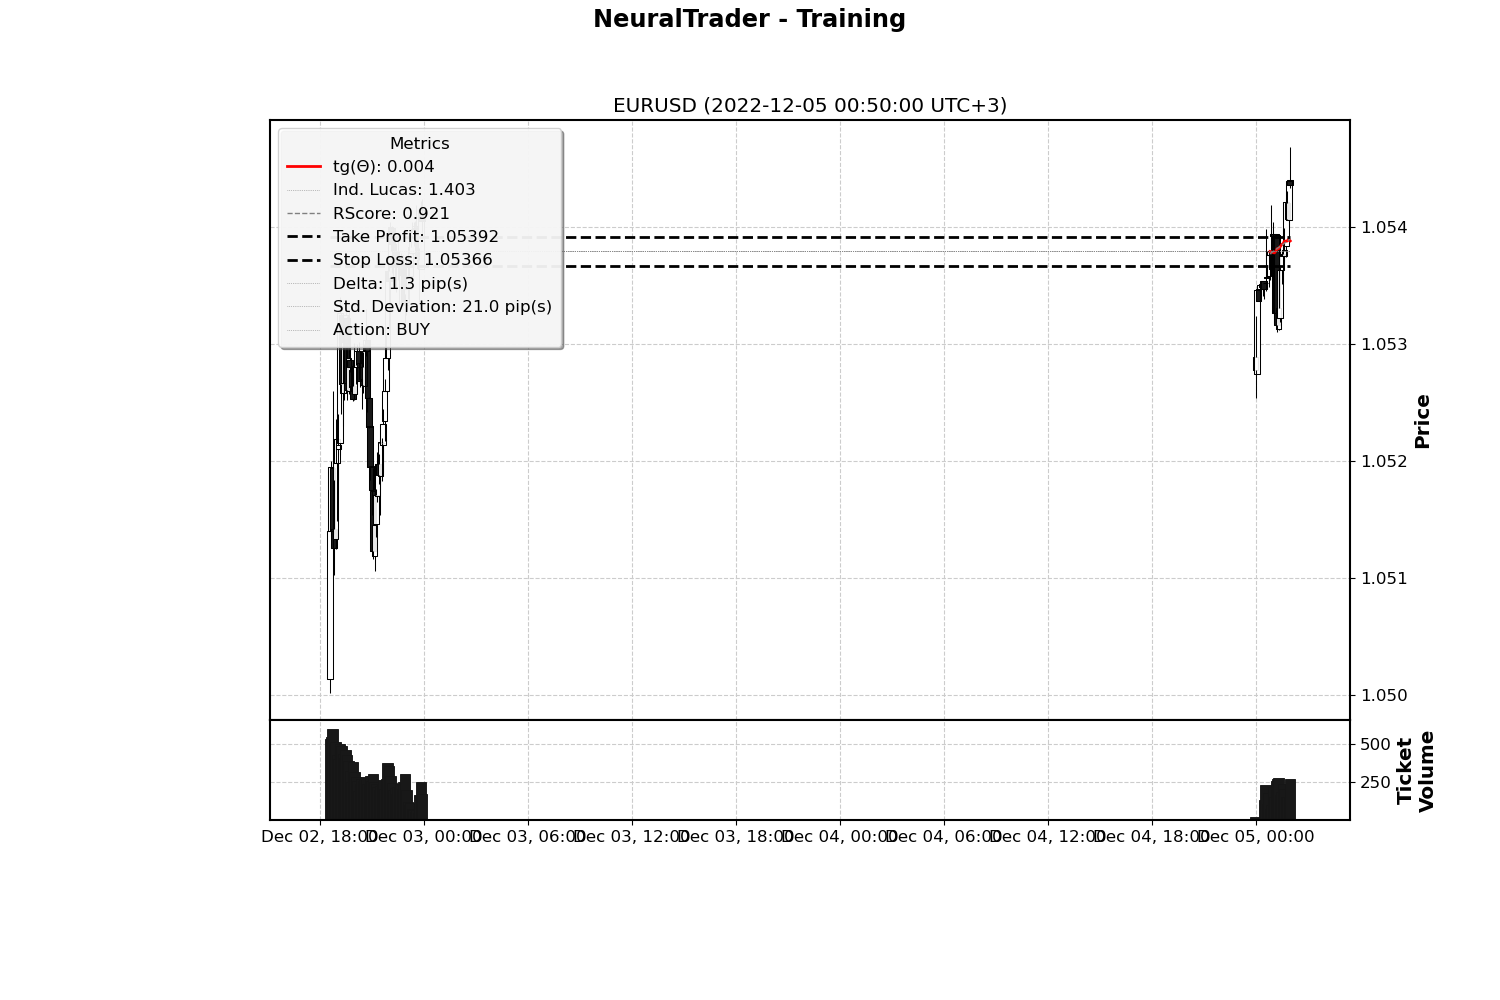 NeuralTrader - Training
EURUSD (2022-12-05 00:50:00 UTC+3)
Metrics
tg(Θ): 0.004
Ind. Lucas: 1.403
RScore: 0.921
Take Profit: 1.05392
Stop Loss: 1.05366
Delta: 1.3 pip(s)
Std. Deviation: 21.0 pip(s)
Action: BUY
1.054
1.053
1.052
1.051
1.050
Price
500
250
Ticket
Volume
Dec 02, 18:00 Dec 03, 00:00 Dec 03, 06:00 Dec 03, 12:00 Dec 03, 18:00 Dec 04, 00:00 Dec 04, 06:00 Dec 04, 12:00 Dec 04, 18:00 Dec 05, 00:00